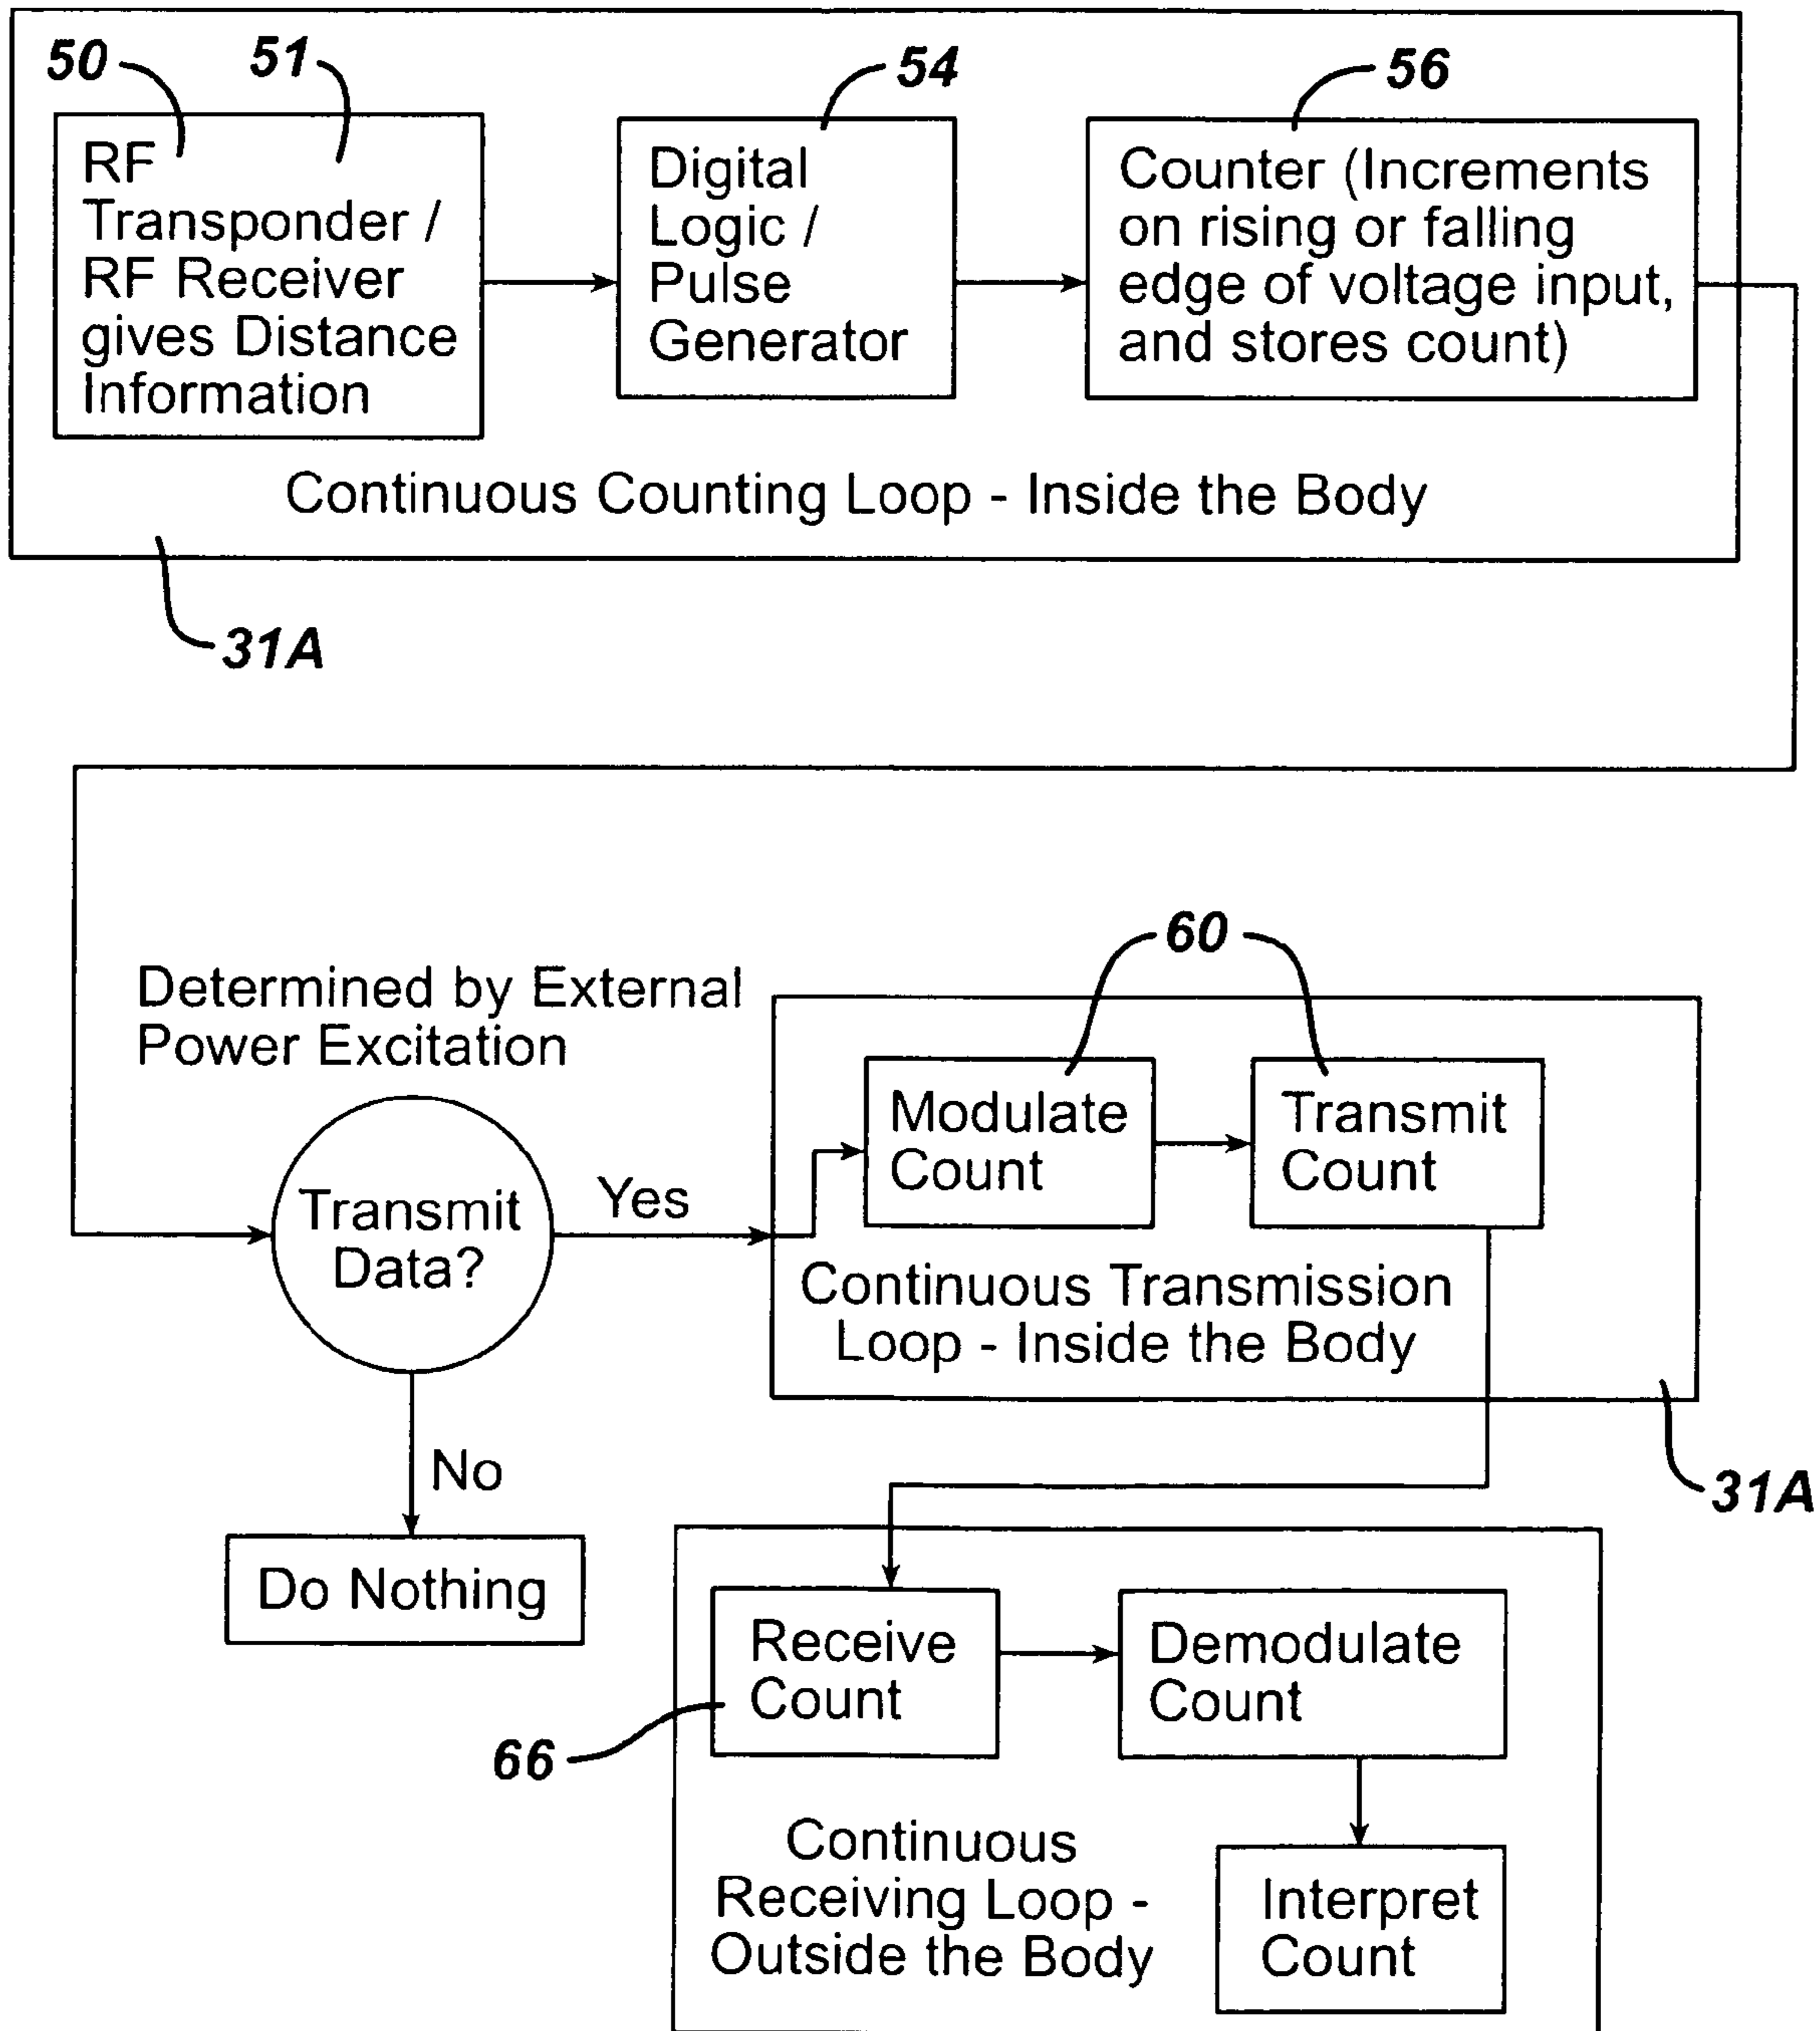 50
51
54
56
RF
Transponder /
RF Receiver
gives Distance
Information
Digital
Logic /
Pulse
Generator
Counter (Increments
on rising or falling
edge of voltage input,
and stores count)
Continuous Counting Loop - Inside the Body
31A
60
Determined by External
Power Excitation
Modulate
Count
Transmit
Count
Transmit
Data?
Yes
Continuous Transmission
Loop - Inside the Body
31A
No
Do Nothing
Receive
Count
Demodulate
Count
66
Continuous
Receiving Loop -
Outside the Body
Interpret
Count